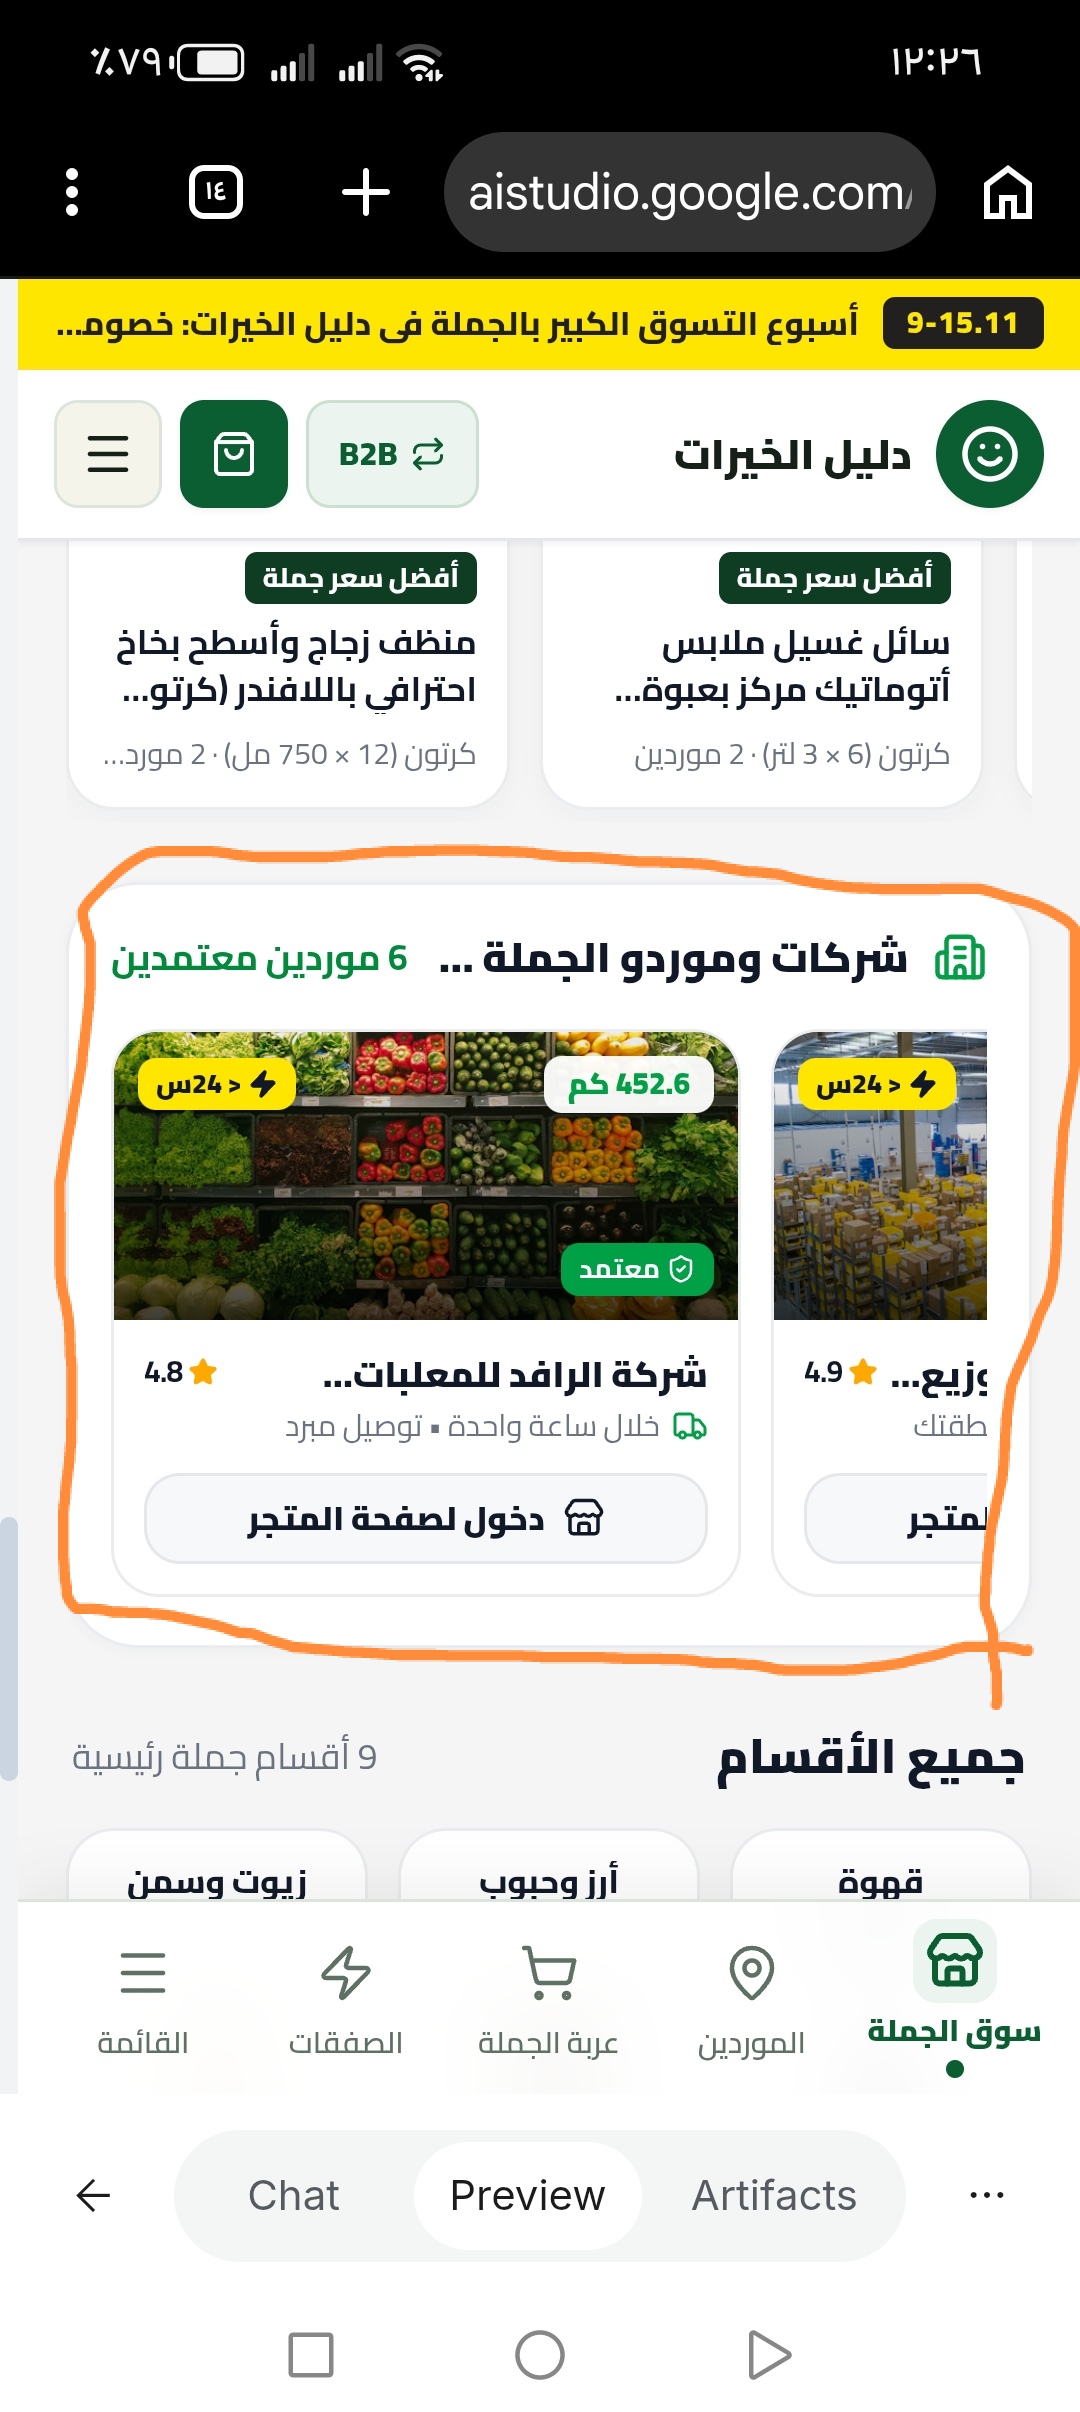 ٪٧٩
١٢:٢٦
١٤
aistudio.google.com/
9-15.11
أسبوع التسوق الكبير بالجملة في دليل الخيرات: خصوم...
دليل الخيرات
B2B
أفضل سعر جملة
سائل غسيل ملابس
أتوماتيك مركز بعبوة...
كرتون (6 × 3 لتر) · 2 موردين
أفضل سعر جملة
منظف زجاج وأسطح بخاخ
احترافي باللافندر (كرتو...
كرتون (12 × 750 مل) · 2 مورد...
شركات وموردو الجملة ...
6 موردين معتمدين
< 24س
وزيع...
4.9
طقتك
لمتجر
452.6 كم
< 24س
معتمد
شركة الرافد للمعلبات...
4.8
خلال ساعة واحدة • توصيل مبرد
دخول لصفحة المتجر
جميع الأقسام
9 أقسام جملة رئيسية
قهوة
أرز وحبوب
زيوت وسمن
سوق الجملة
الموردين
عربة الجملة
الصفقات
القائمة
Chat
Preview
Artifacts